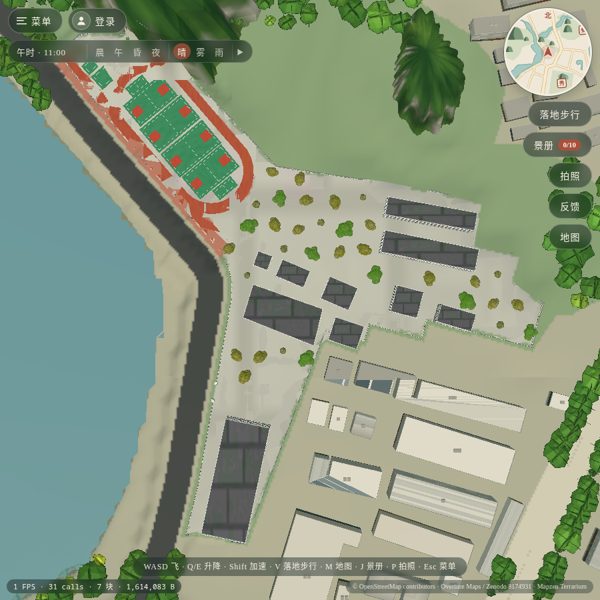 菜单
登录
午时 · 11:00 晨 午 昏 夜 晴 雾 雨
北
落地步行
景册 0/10
拍照
反馈
地图
WASD 飞 · Q/E 升降 · Shift 加速 · V 落地步行 · M 地图 · J 景册 · P 拍照 · Esc 菜单
1 FPS · 31 calls · 7 块 · 1,614,083 B
© OpenStreetMap contributors · Overture Maps / Zenodo 8174931 · Mapzen Terrarium